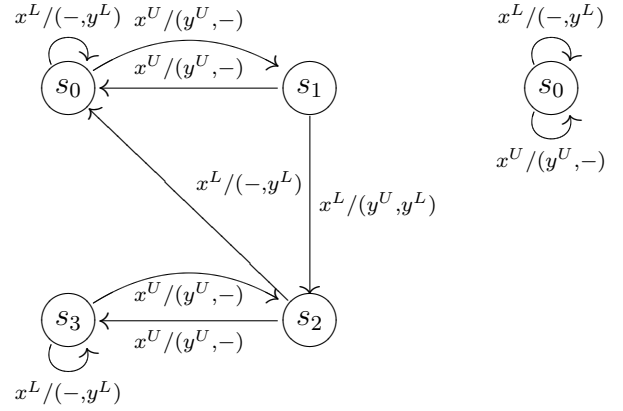 x^L/(−,y^L)
x^U/(y^U,−)
x^U/(y^U,−)
s_0
s_1
x^L/(−,y^L)
s_0
x^U/(y^U,−)
x^L/(−,y^L)
x^L/(y^U,y^L)
x^U/(y^U,−)
s_3
s_2
x^U/(y^U,−)
x^L/(−,y^L)